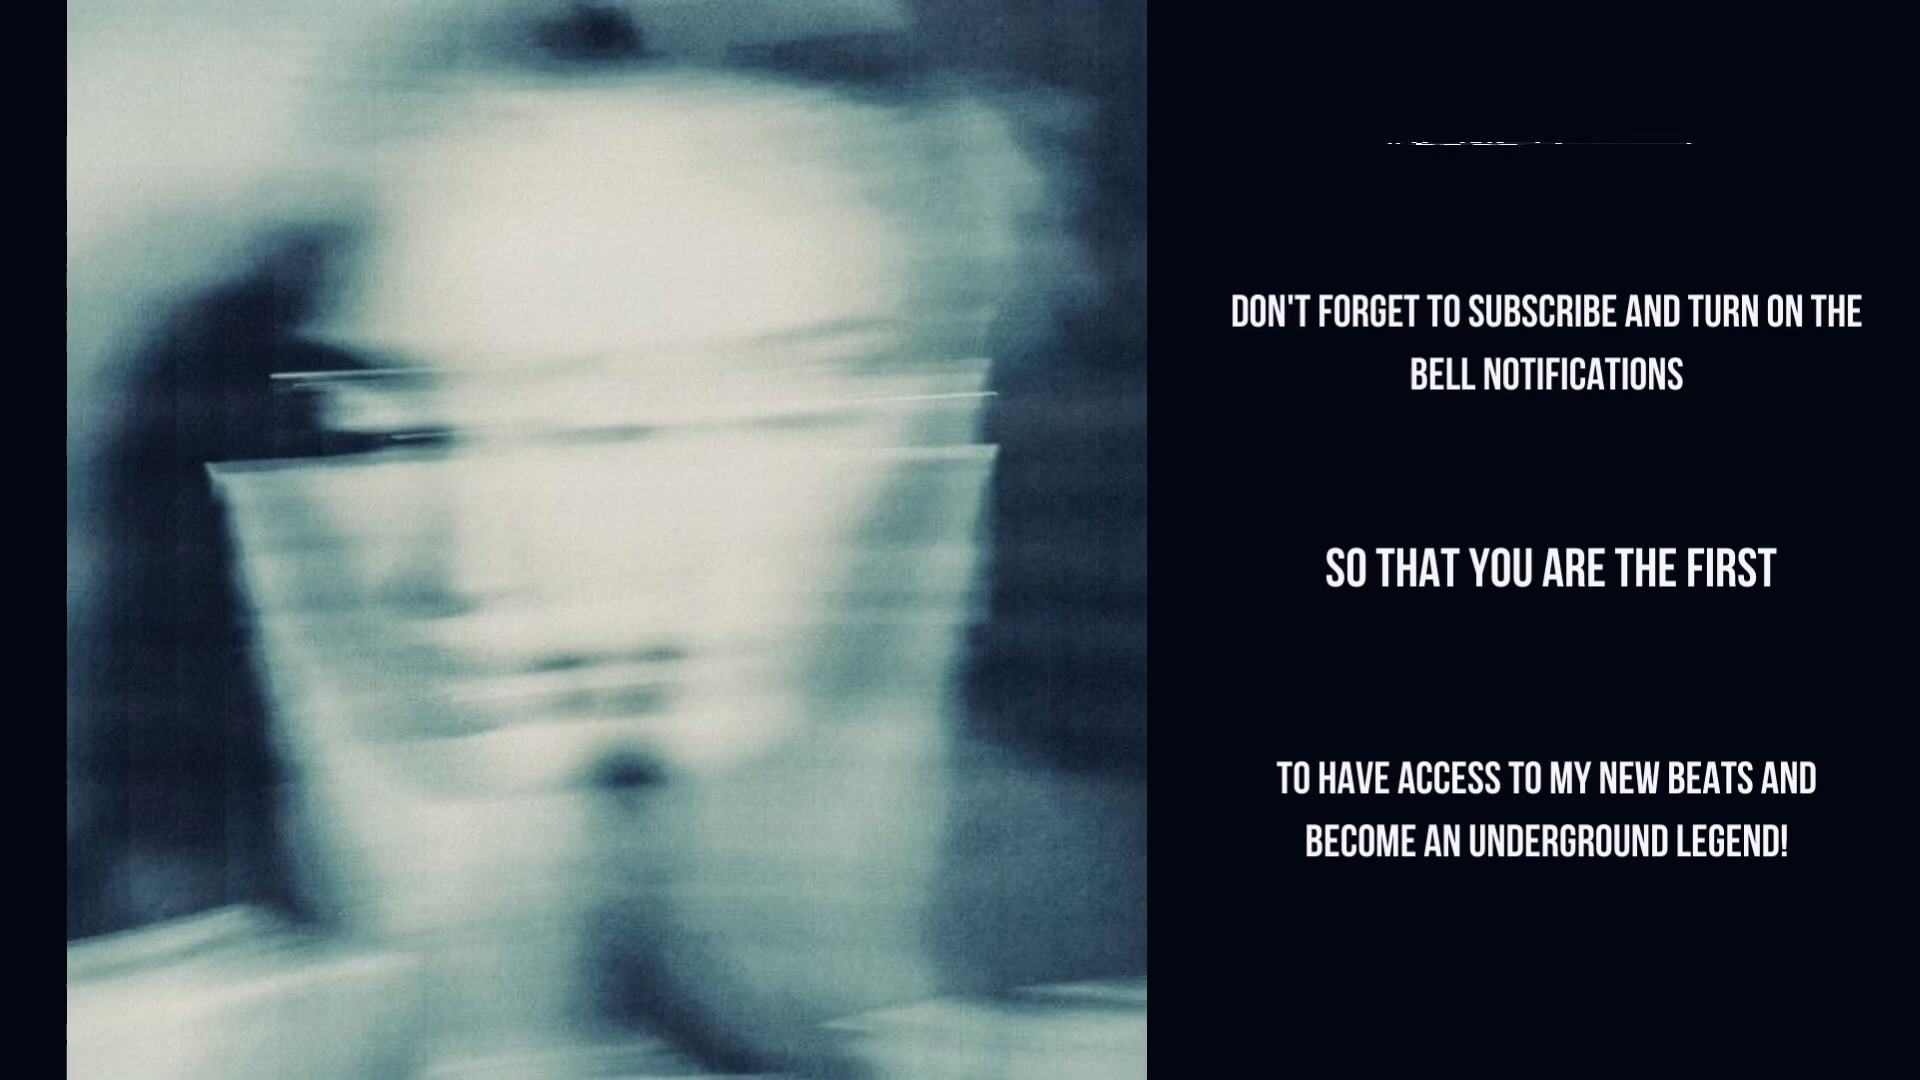 DON'T FORGET TO SUBSCRIBE AND TURN ON THE
BELL NOTIFICATIONS
SO THAT YOU ARE THE FIRST
TO HAVE ACCESS TO MY NEW BEATS AND
BECOME AN UNDERGROUND LEGEND!